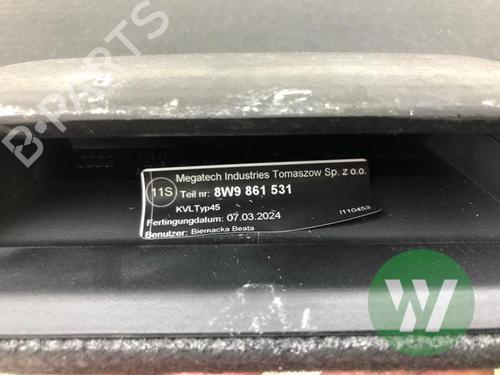 B-PARTS
Megatech Industries Tomaszow Sp. z o.o.
11S
Teil nr: 8W9 861 531
KVLTyp45
Fertingungdatum: 07.03.2024
I110453
Benutzer: Biernacka Beata
W